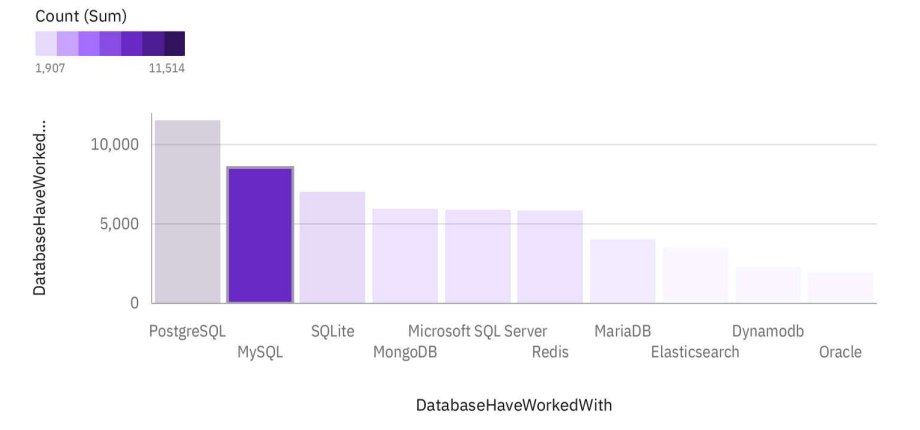 Count (Sum)
1,907 11,514
DatabaseHaveWorked...
10,000
5,000
0
PostgreSQL SQLite Microsoft SQL Server MariaDB Dynamodb
MySQL MongoDB Redis Elasticsearch Oracle
DatabaseHaveWorkedWith